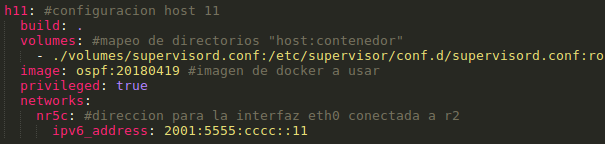 h11: #configuracion host 11
  build: .
  volumes: #mapeo de directorios "host:contenedor"
    - ./volumes/supervisord.conf:/etc/supervisor/conf.d/supervisord.conf:ro
  image: ospf:20180419 #imagen de docker a usar
  privileged: true
  networks:
    nr5c: #direccion para la interfaz eth0 conectada a r2
      ipv6_address: 2001:5555:cccc::11